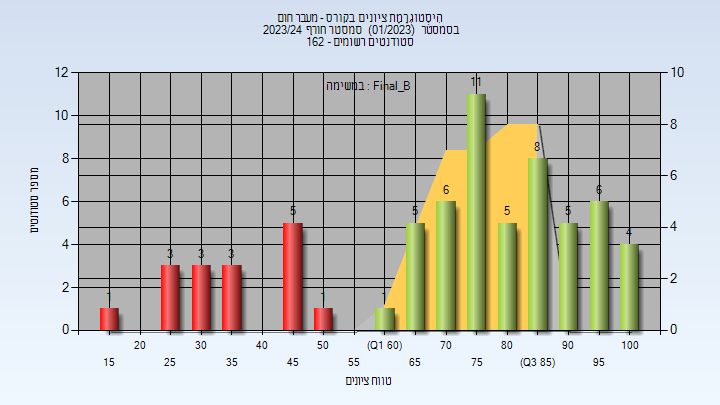 היסטוגרמת ציונים בקורס - מעבר חום
בסמסטר (01/2023) סמסטר חורף 2023/24
סטודנטים רשומים - 162
במשימה : Final_B
מספר סטודנטים
12 10 8 6 4 2 0
10 8 6 4 2 0
1 3 3 3 5 1 1 5 6 11 5 8 5 6 4
20 30 40 50 (Q1 60) 70 80 90 100
15 25 35 45 55 65 75 (Q3 85) 95
טווח ציונים